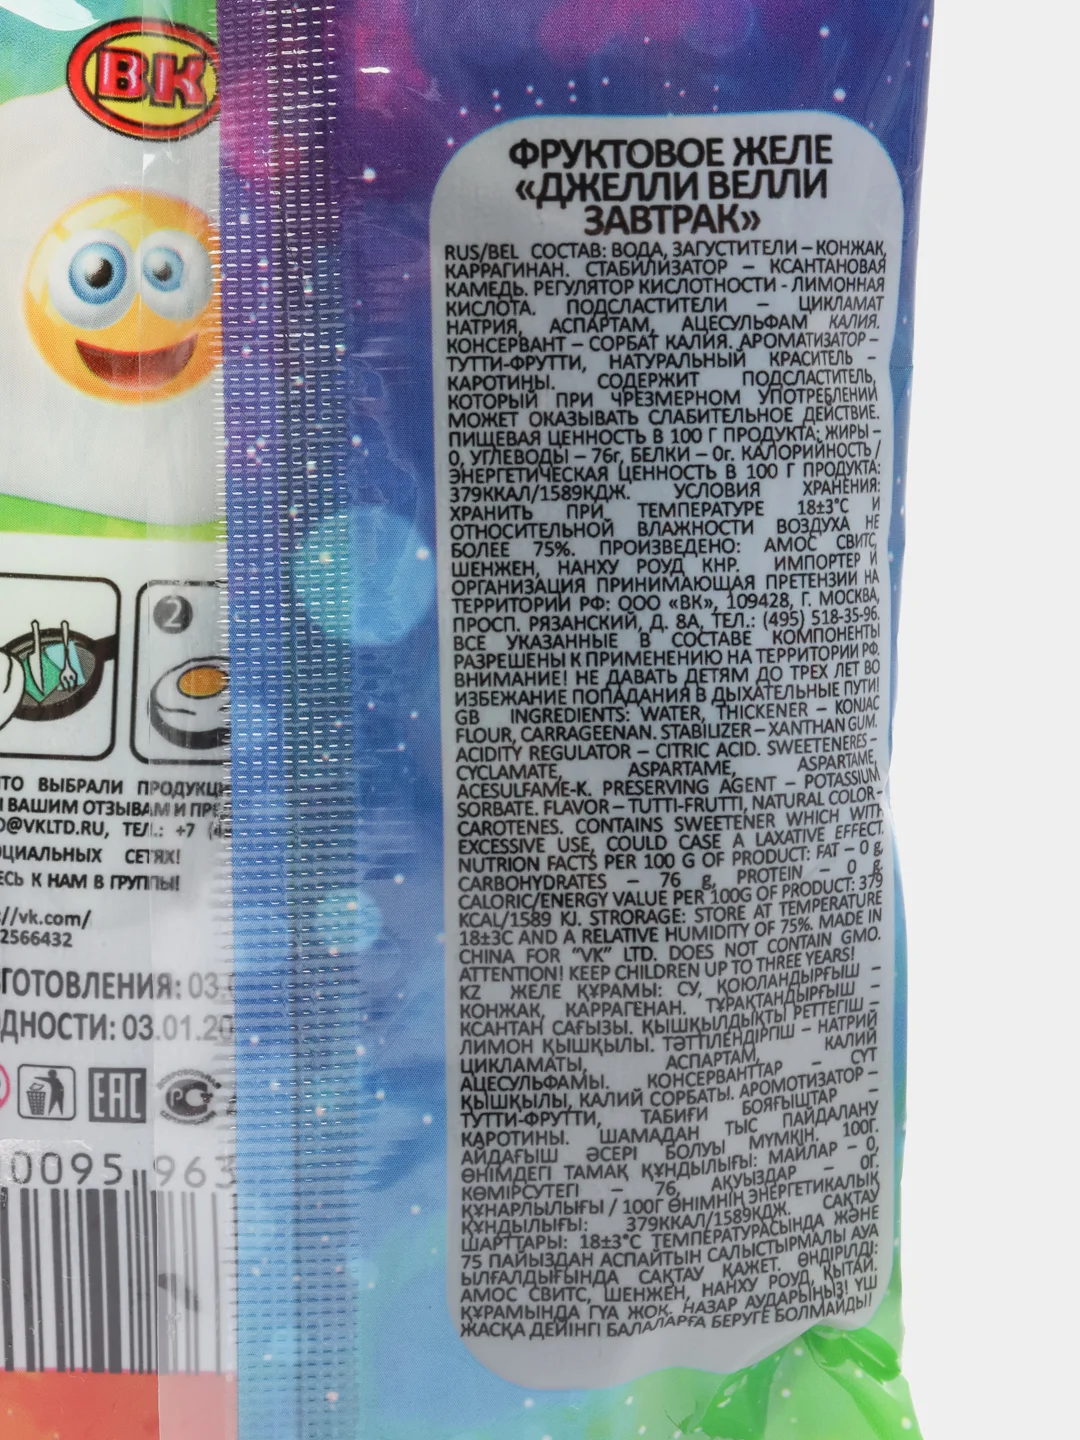 ВК
ФРУКТОВОЕ ЖЕЛЕ
«ДЖЕЛЛИ ВЕЛЛИ
ЗАВТРАК»
RUS/BEL СОСТАВ: ВОДА, ЗАГУСТИТЕЛИ – КОНЖАК,
КАРРАГИНАН. СТАБИЛИЗАТОР – КСАНТАНОВАЯ
КАМЕДЬ. РЕГУЛЯТОР КИСЛОТНОСТИ - ЛИМОННАЯ
КИСЛОТА. ПОДСЛАСТИТЕЛИ – ЦИКЛАМАТ
НАТРИЯ, АСПАРТАМ, АЦЕСУЛЬФАМ КАЛИЯ.
КОНСЕРВАНТ – СОРБАТ КАЛИЯ. АРОМАТИЗАТОР –
ТУТТИ-ФРУТТИ, НАТУРАЛЬНЫЙ КРАСИТЕЛЬ –
КАРОТИНЫ. СОДЕРЖИТ ПОДСЛАСТИТЕЛЬ,
КОТОРЫЙ ПРИ ЧРЕЗМЕРНОМ УПОТРЕБЛЕНИИ
МОЖЕТ ОКАЗЫВАТЬ СЛАБИТЕЛЬНОЕ ДЕЙСТВИЕ.
ПИЩЕВАЯ ЦЕННОСТЬ В 100 Г ПРОДУКТА: ЖИРЫ –
0, УГЛЕВОДЫ – 76г, БЕЛКИ – 0г. КАЛОРИЙНОСТЬ /
ЭНЕРГЕТИЧЕСКАЯ ЦЕННОСТЬ В 100 Г ПРОДУКТА:
379ККАЛ/1589КДЖ. УСЛОВИЯ ХРАНЕНИЯ:
ХРАНИТЬ ПРИ ТЕМПЕРАТУРЕ 18±3°C И
ОТНОСИТЕЛЬНОЙ ВЛАЖНОСТИ ВОЗДУХА НЕ
БОЛЕЕ 75%. ПРОИЗВЕДЕНО: АМОС СВИТС,
ШЕНЖЕН, НАНХУ РОУД КНР. ИМПОРТЕР И
ОРГАНИЗАЦИЯ ПРИНИМАЮЩАЯ ПРЕТЕНЗИИ НА
ТЕРРИТОРИИ РФ: ООО «ВК», 109428, Г. МОСКВА,
ПРОСП. РЯЗАНСКИЙ, Д. 8А, ТЕЛ.: (495) 518-35-96.
ВСЕ УКАЗАННЫЕ В СОСТАВЕ КОМПОНЕНТЫ
РАЗРЕШЕНЫ К ПРИМЕНЕНИЮ НА ТЕРРИТОРИИ РФ.
ВНИМАНИЕ! НЕ ДАВАТЬ ДЕТЯМ ДО ТРЕХ ЛЕТ ВО
ИЗБЕЖАНИЕ ПОПАДАНИЯ В ДЫХАТЕЛЬНЫЕ ПУТИ!
GB INGREDIENTS: WATER, THICKENER – KONJAC
FLOUR, CARRAGEENAN. STABILIZER – XANTHAN GUM.
ACIDITY REGULATOR – CITRIC ACID. SWEETENERES –
CYCLAMATE, ASPARTAME, ASPARTAME,
ACESULFAME-K. PRESERVING AGENT – POTASSIUM
SORBATE. FLAVOR – TUTTI-FRUTTI, NATURAL COLOR-
CAROTENES. CONTAINS SWEETENER WHICH WITH
EXCESSIVE USE, COULD CASE A LAXATIVE EFFECT.
NUTRION FACTS PER 100 G OF PRODUCT: FAT – 0 g,
CARBOHYDRATES – 76 g, PROTEIN – 0 g.
CALORIC/ENERGY VALUE PER 100G OF PRODUCT: 379
KCAL/1589 KJ. STRORAGE: STORE AT TEMPERATURE
18±3C AND A RELATIVE HUMIDITY OF 75%. MADE IN
CHINA FOR "VK" LTD. DOES NOT CONTAIN GMO.
ATTENTION! KEEP CHILDREN UP TO THREE YEARS!
KZ ЖЕЛЕ ҚҰРАМЫ: СУ, ҚОЮЛАНДЫРҒЫШ –
КОНЖАК, КАРРАГЕНАН. ТҰРАҚТАНДЫРҒЫШ –
КСАНТАН САҒЫЗЫ. ҚЫШҚЫЛДЫҚТЫ РЕТТЕГІШ –
ЛИМОН ҚЫШҚЫЛЫ. ТӘТТІЛЕНДІРГІШ – НАТРИЙ
ЦИКЛАМАТЫ, АСПАРТАМ, КАЛИЙ
АЦЕСУЛЬФАМЫ. КОНСЕРВАНТТАР – СҮТ
ҚЫШҚЫЛЫ, КАЛИЙ СОРБАТЫ. АРОМОТИЗАТОР –
ТУТТИ-ФРУТТИ, ТАБИҒИ БОЯҒЫШТАР –
КАРОТИНЫ. ШАМАДАН ТЫС ПАЙДАЛАНУ
АЙДАҒЫШ ӘСЕРІ БОЛУЫ МҮМКІН. 100Г.
ӨНІМДЕГІ ТАМАҚ ҚҰНДЫЛЫҒЫ: МАЙЛАР – 0,
КӨМІРСУТЕГІ – 76, АҚУЫЗДАР – 0Г.
ҚҰНАРЛЫЛЫҒЫ / 100Г ӨНІМНІҢ ЭНЕРГЕТИКАЛЫҚ
ҚҰНДЫЛЫҒЫ: 379ККАЛ/1589КДЖ. САҚТАУ
ШАРТТАРЫ: 18±3°C ТЕМПЕРАТУРАСЫНДА ЖӘНЕ
75 ПАЙЫЗДАН АСПАЙТЫН САЛЫСТЫРМАЛЫ АУА
ЫЛҒАЛДЫҒЫНДА САҚТАУ ҚАЖЕТ. ӨНДІРІЛДІ:
АМОС СВИТС, ШЕНЖЕН, НАНХУ РОУД, ҚЫТАЙ.
ҚҰРАМЫНДА ГҮА ЖОҚ. НАЗАР АУДАРЫҢЫЗ! ҮШ
ЖАСҚА ДЕЙІНГІ БАЛАЛАРҒА БЕРУГЕ БОЛМАЙДЫ!
2
ТО ВЫБРАЛИ ПРОДУКЦ
ВАШИМ ОТЗЫВАМ И ПР
O@VKLTD.RU, ТЕЛ.: +7 (4
ОЦИАЛЬНЫХ СЕТЯХ!
ЕСЬ К НАМ В ГРУППЫ!
://vk.com/
2566432
ГОТОВЛЕНИЯ: 03.
ДНОСТИ: 03.01.20
EAC
РС
0095 963